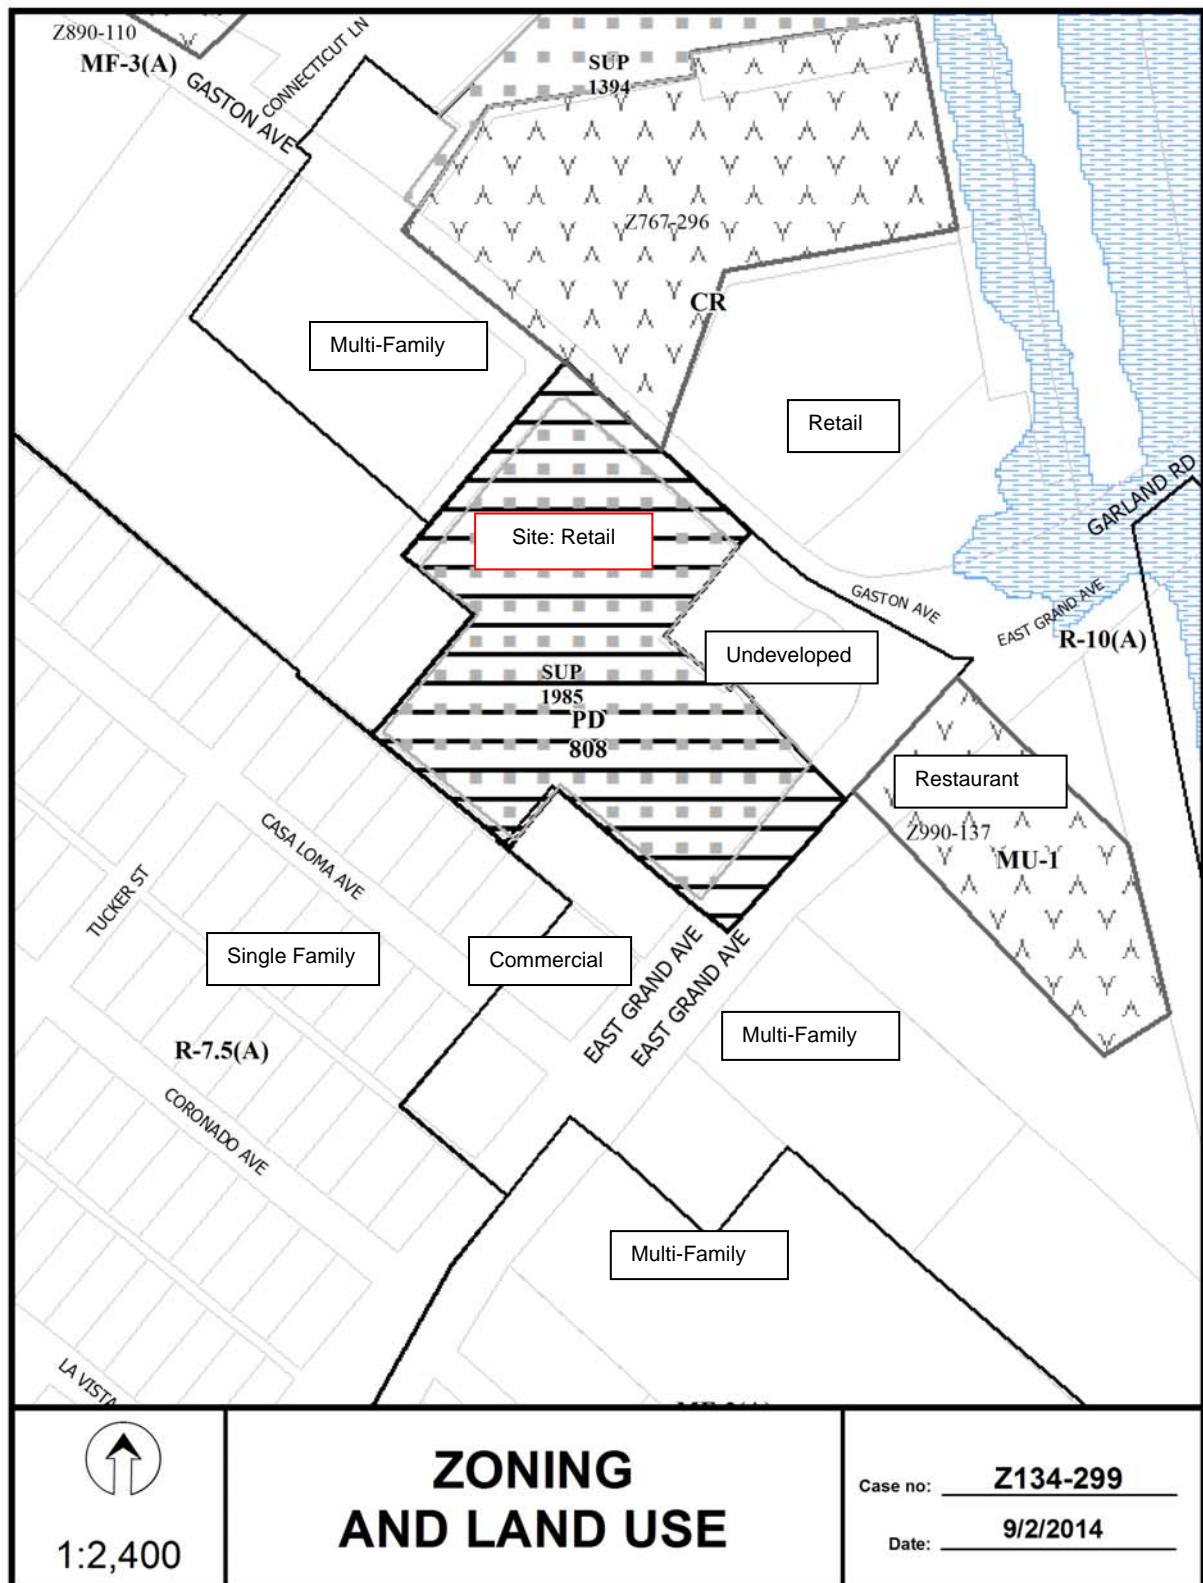 Z890-110
MF-3(A)
GASTON AVE
CONNECTICUT LN
SUP
1394
Z767-296
CR
Multi-Family
Retail
GARLAND RD
Site: Retail
GASTON AVE
EAST GRAND AVE
R-10(A)
Undeveloped
SUP
1985
PD
808
Restaurant
Z990-137
MU-1
CASA LOMA AVE
TUCKER ST
Single Family
Commercial
EAST GRAND AVE
EAST GRAND AVE
Multi-Family
R-7.5(A)
CORONADO AVE
Multi-Family
LA VISTA
ZONING
AND LAND USE
1:2,400
Case no: Z134-299
Date: 9/2/2014